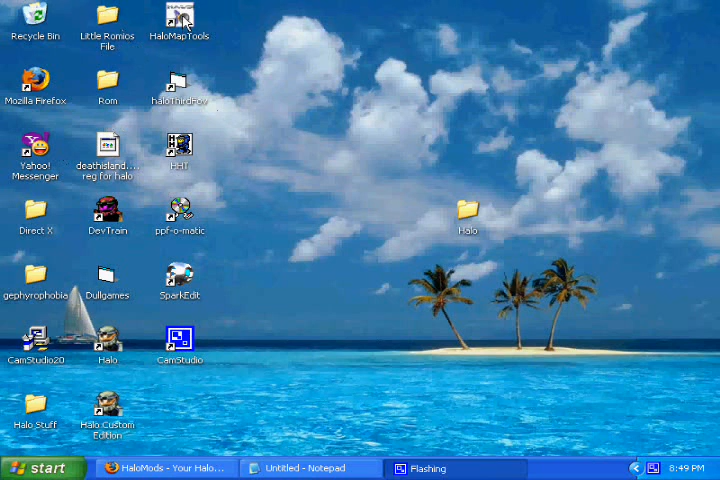 Recycle Bin
Little Romios
File
HaloMapTools
Mozilla Firefox
Rom
haloThirdFov
Yahoo!
Messenger
deathisland....
reg for halo
HHT
Direct X
DevTrain
ppf-o-matic
Halo
gephyrophobia
Dullgames
SparkEdit
CamStudio20
Halo
CamStudio
Halo Stuff
Halo Custom
Edition
start
HaloMods - Your Halo...
Untitled - Notepad
Flashing
8:49 PM